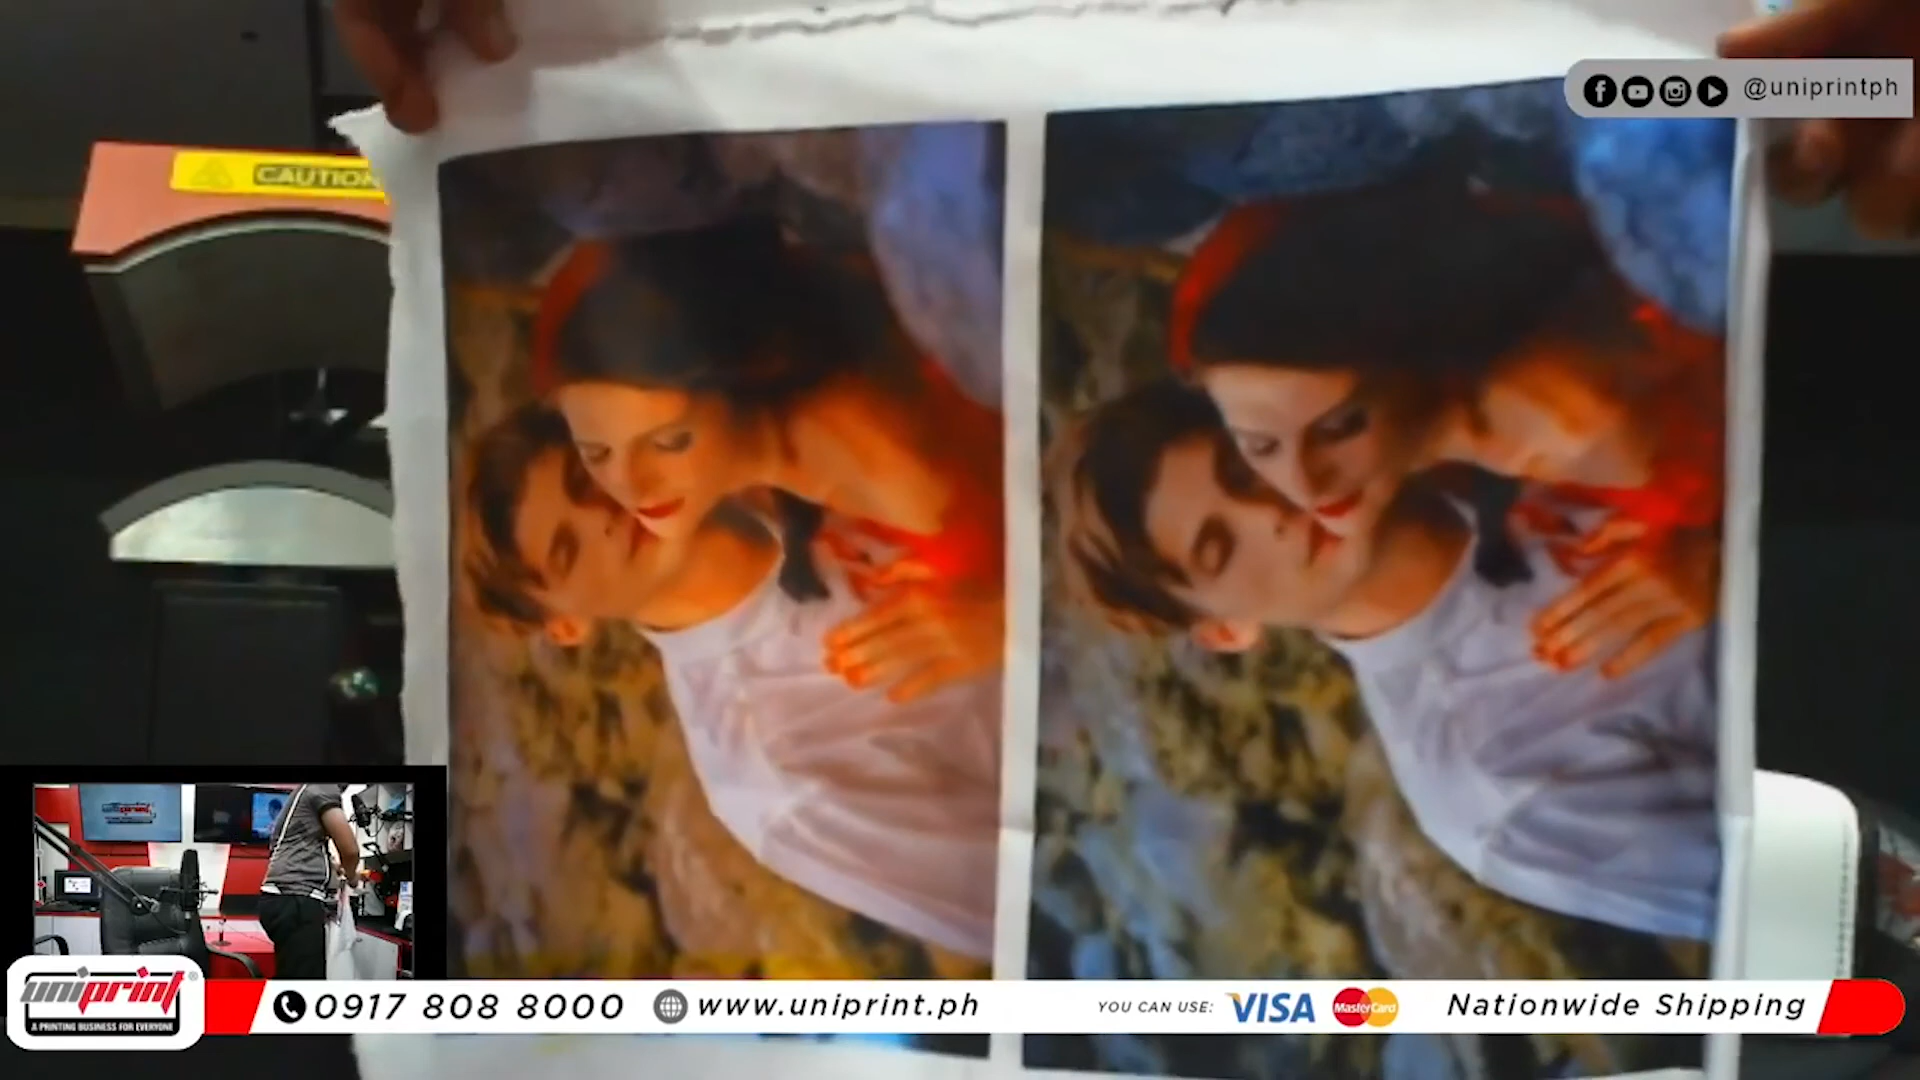 @uniprintph
CAUTION
uniprint
uniprint®
A PRINTING BUSINESS FOR EVERYONE
0917 808 8000
www.uniprint.ph
YOU CAN USE:
VISA
MasterCard
Nationwide Shipping